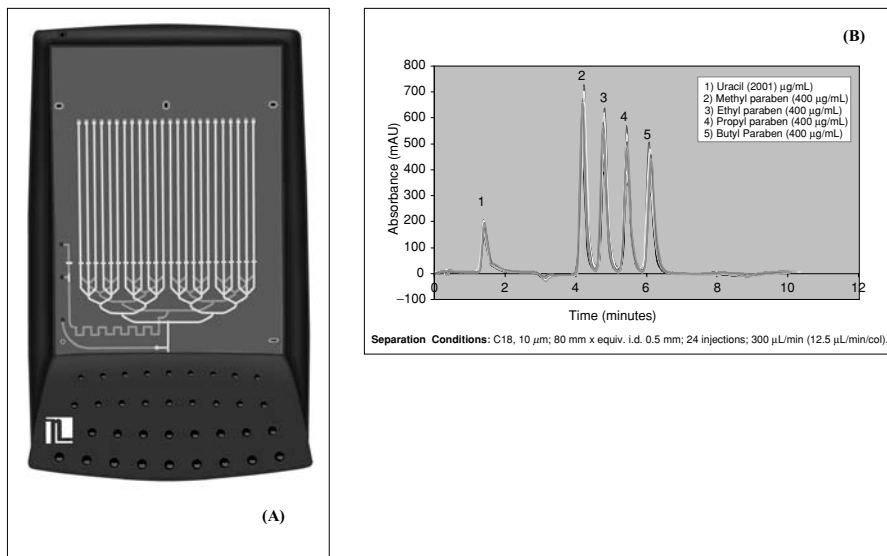 (A)
(B)
800
700
600
500
400
300
200
100
0
−100
Absorbance (mAU)
1
2
3
4
5
1) Uracil (2001) μg/mL)
2) Methyl paraben (400 μg/mL)
3) Ethyl paraben (400 μg/mL)
4) Propyl paraben (400 μg/mL)
5) Butyl Paraben (400 μg/mL)
0 2 4 6 8 10 12
Time (minutes)
Separation Conditions: C18, 10 μm; 80 mm x equiv. i.d. 0.5 mm; 24 injections; 300 μL/min (12.5 μL/min/col).